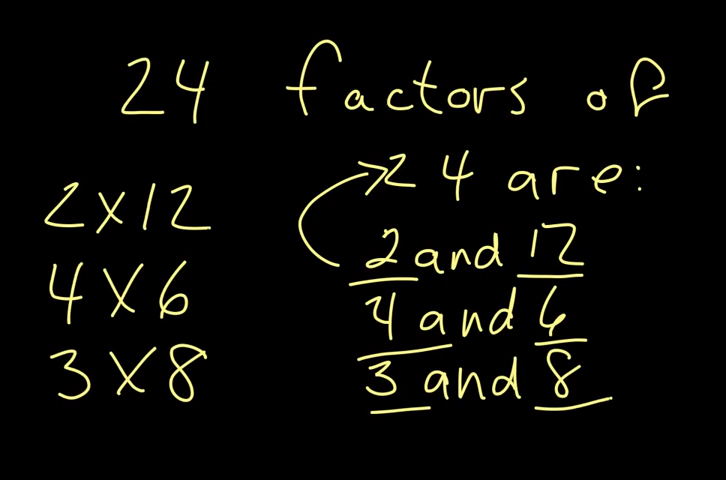 24 factors of
24 are:
2x12
2 and 12
4x6
4 and 6
3x8
3 and 8